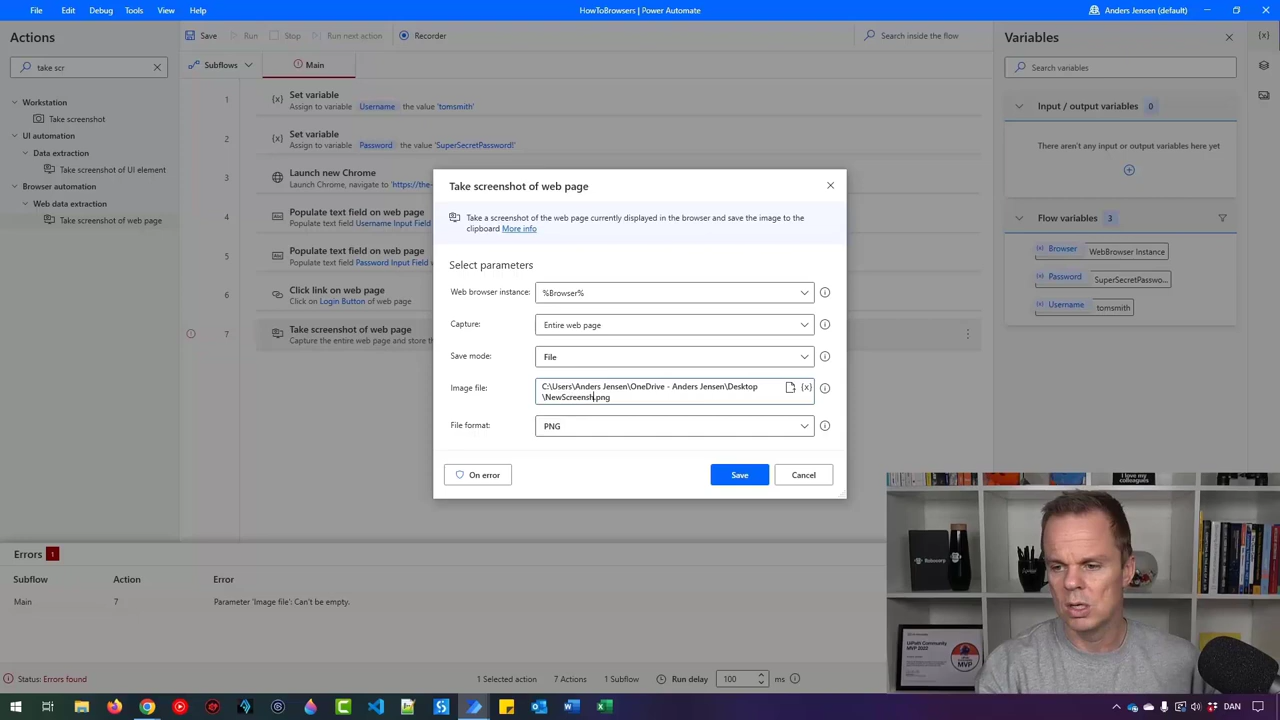 File
Edit
Debug
Tools
View
Help
HowToBrowsers | Power Automate
Anders Jensen (default)
Actions
take scr
Workstation
Take screenshot
UI automation
Data extraction
Take screenshot of UI element
Browser automation
Web data extraction
Take screenshot of web page
Save
Run
Stop
Run next action
Recorder
Search inside the flow
Subflows
Main
1
Set variable
Assign to variable Username the value 'tomsmith'
2
Set variable
Assign to variable Password the value 'SuperSecretPassword!'
3
Launch new Chrome
Launch Chrome, navigate to 'https://the-
4
Populate text field on web page
Populate text field Username Input Field
5
Populate text field on web page
Populate text field Password Input Field
6
Click link on web page
Click on Login Button of web page
7
Take screenshot of web page
Capture the entire web page and store th
Take screenshot of web page
Take a screenshot of the web page currently displayed in the browser and save the image to the
clipboard More info
Select parameters
Web browser instance:
%Browser%
Capture:
Entire web page
Save mode:
File
Image file:
C:\Users\Anders Jensen\OneDrive - Anders Jensen\Desktop
\NewScreensh.png
{x}
File format:
PNG
On error
Save
Cancel
Variables
{x}
Search variables
Input / output variables 0
There aren't any input or output variables here yet
Flow variables 3
Browser WebBrowser Instance
Password SuperSecretPasswo...
Username tomsmith
Errors 1
Subflow
Action
Error
Main
7
Parameter 'Image file': Can't be empty.
Status: Errors found
1 Selected action
7 Actions
1 Subflow
Run delay
100
ms
I love my
colleagues
UiPath Community
MVP 2022
DAN